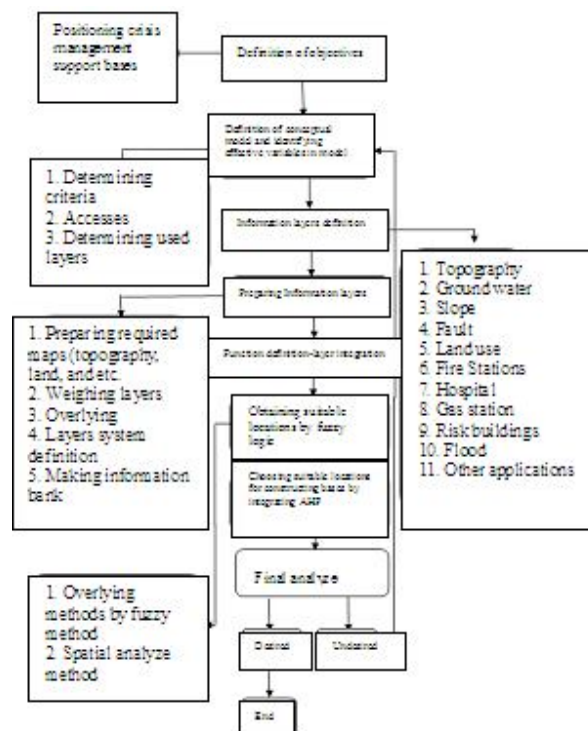 Positioning crisis
management
support bases
Definition of objectives
Definition of conceptual
model and identifying
effective variables in model
1. Determining
criteria
2. Accesses
3. Determining used
layers
Information layers definition
1. Topography
2. Ground water
3. Slope
4. Fault
5. Land use
6. Fire Stations
7. Hospital
8. Gas station
9. Risk buildings
10. Flood
11. Other applications
Preparing Information layers
1. Preparing required
maps (topography,
land, and etc.
2. Weighing layers
3. Overlying
4. Layers system
definition
5. Making information
bank
Function definition-layer integration
Obtaining suitable
locations by fuzzy
logic
Choosing suitable locations
for constructing bases by
integrating AHP
Final analyze
1. Overlying
methods by fuzzy
method
2. Spatial analyze
method
Desired
Undesired
End